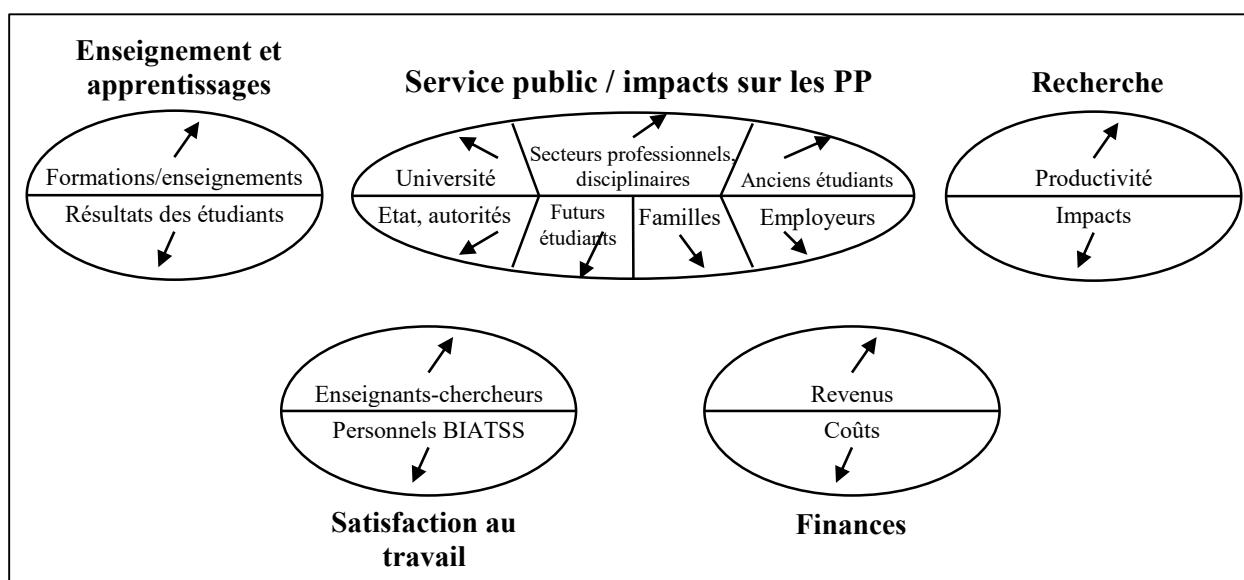 Enseignement et
apprentissages
Formations/enseignements
Résultats des étudiants
Service public / impacts sur les PP
Université
Secteurs professionnels,
disciplinaires
Anciens étudiants
Etat, autorités
Futurs
étudiants
Familles
Employeurs
Recherche
Productivité
Impacts
Enseignants-chercheurs
Personnels BIATSS
Satisfaction au
travail
Revenus
Coûts
Finances